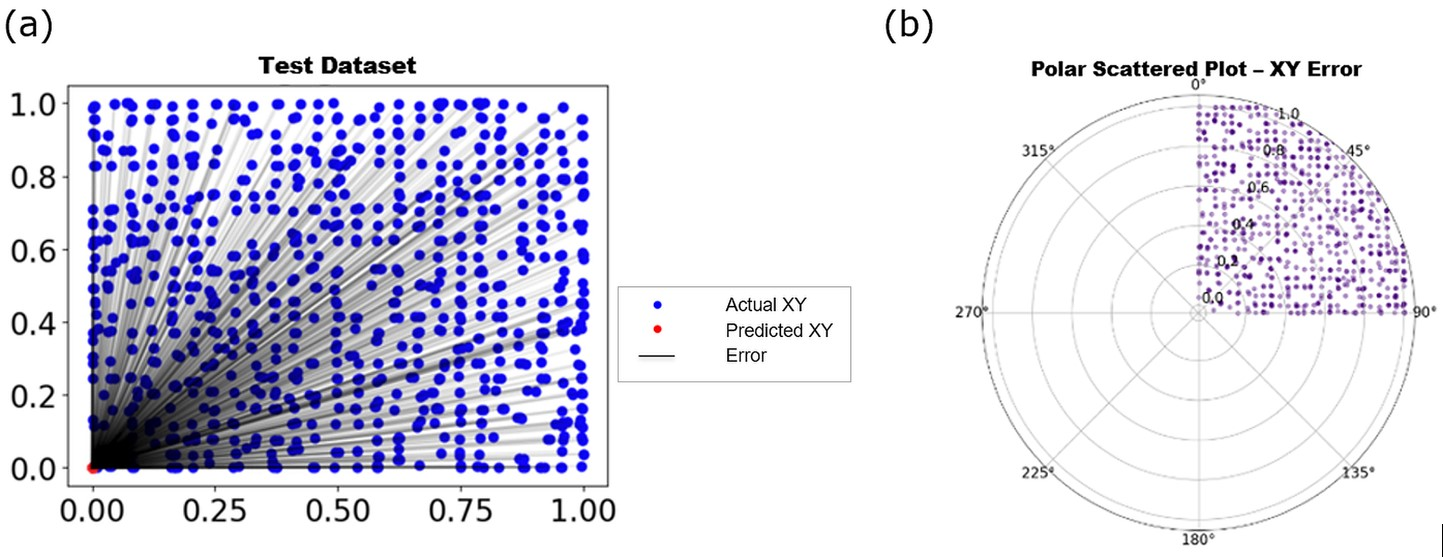 (a)
Test Dataset
1.0
0.8
0.6
0.4
0.2
0.0
0.00 0.25 0.50 0.75 1.00
Actual XY
Predicted XY
Error
(b)
Polar Scattered Plot – XY Error
0°
45°
90°
135°
180°
225°
270°
315°
1.0
0.8
0.6
0.4
0.2
0.0